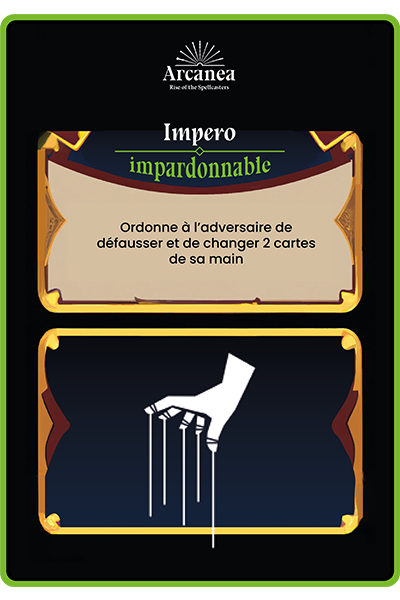 Arcanea
Rise of the Spellcasters
Impero
impardonnable
Ordonne à l'adversaire de
défausser et de changer 2 cartes
de sa main